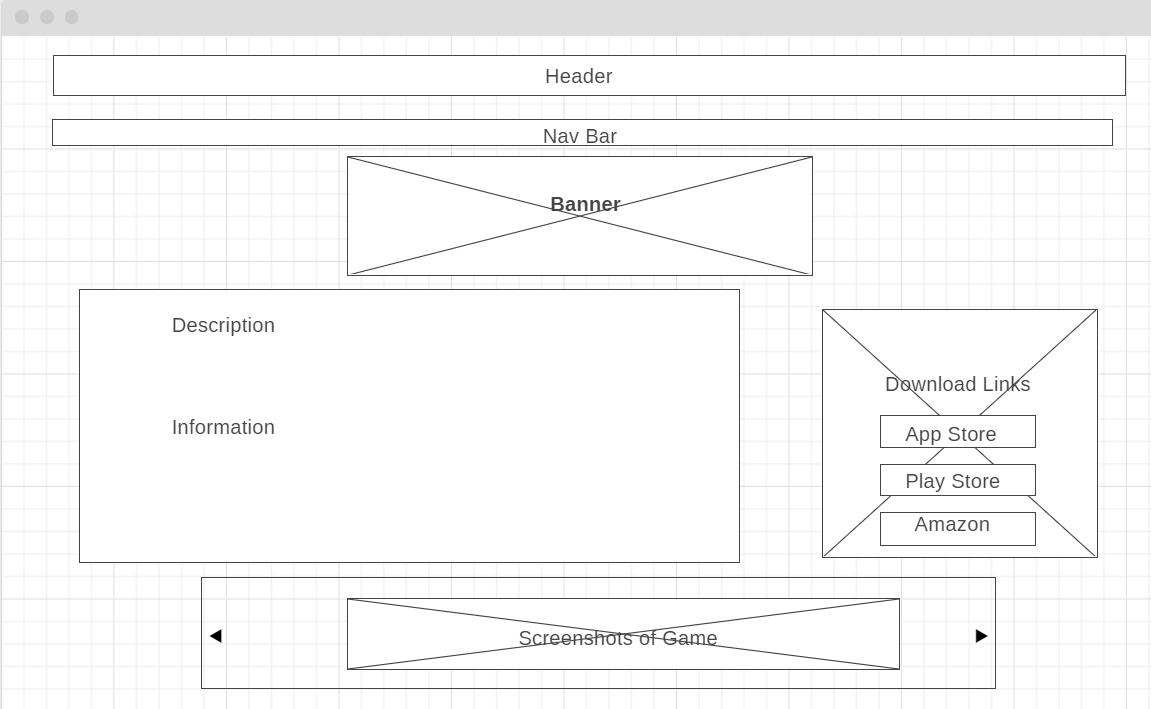 Header
Nav Bar
Banner
Description
Information
Download Links
App Store
Play Store
Amazon
Screenshots of Game